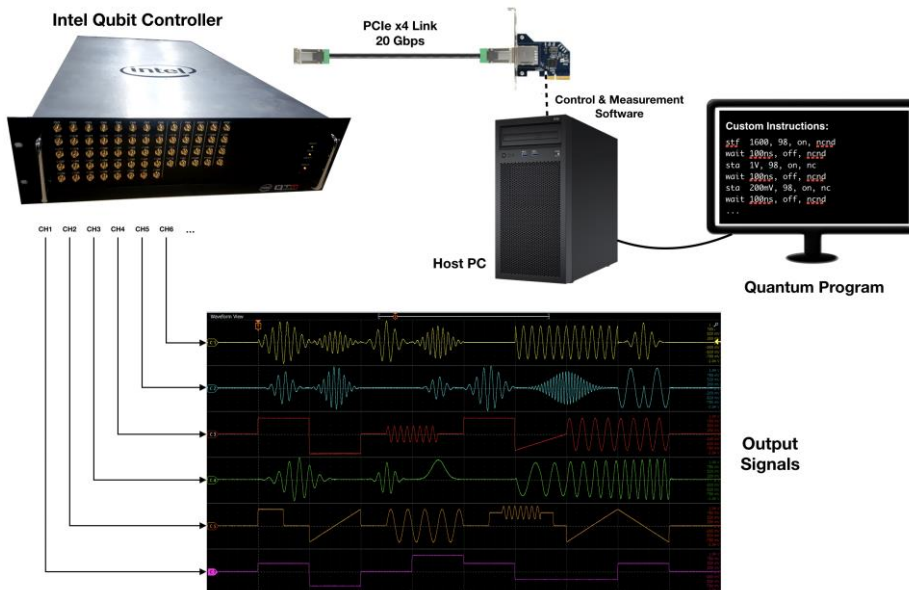 Intel Qubit Controller
PCIe x4 Link
20 Gbps
intel
Control & Measurement
Software
Custom Instructions:
stf 1600, 98, on, ncnd
wait 100ns, off, ncnd
sta 1V, 98, on, nc
wait 100ns, off, ncnd
sta 200mV, 98, on, nc
wait 100ns, off, ncnd
...
Host PC
Quantum Program
CH1 CH2 CH3 CH4 CH5 CH6 ...
Waveform View
Output
Signals